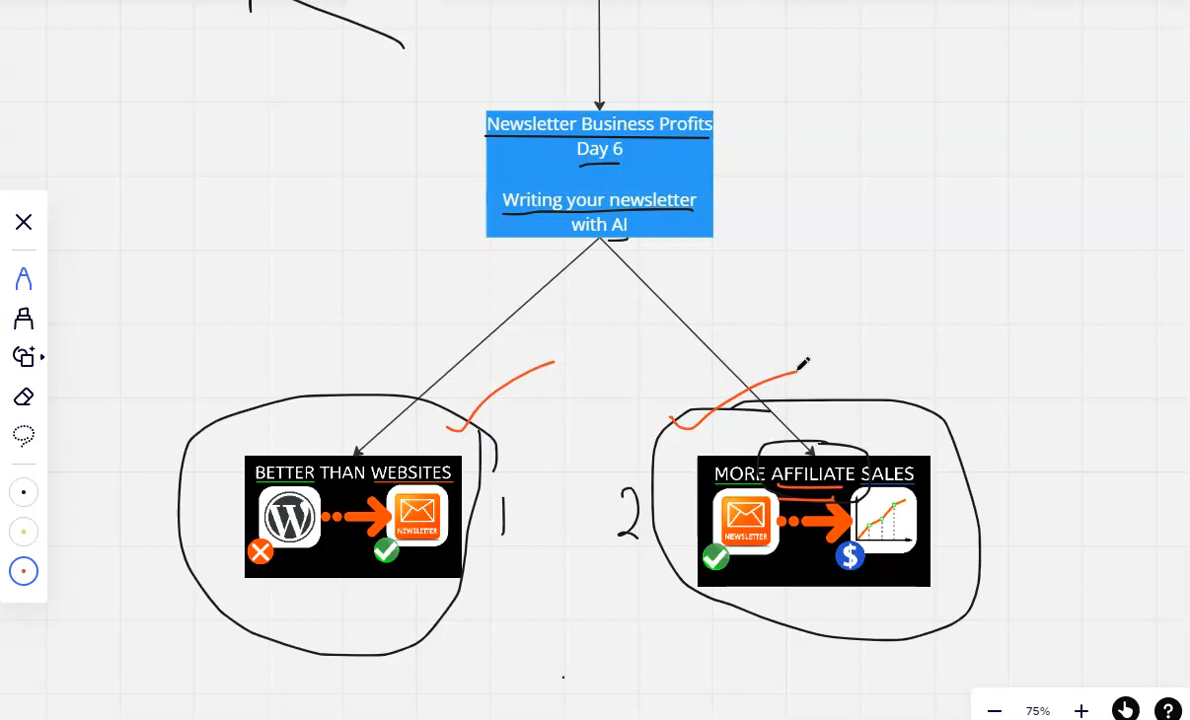 Newsletter Business Profits
Day 6
Writing your newsletter
with AI
BETTER THAN WEBSITES
NEWSLETTER
1
2
MORE AFFILIATE SALES
NEWSLETTER
$
75%
?